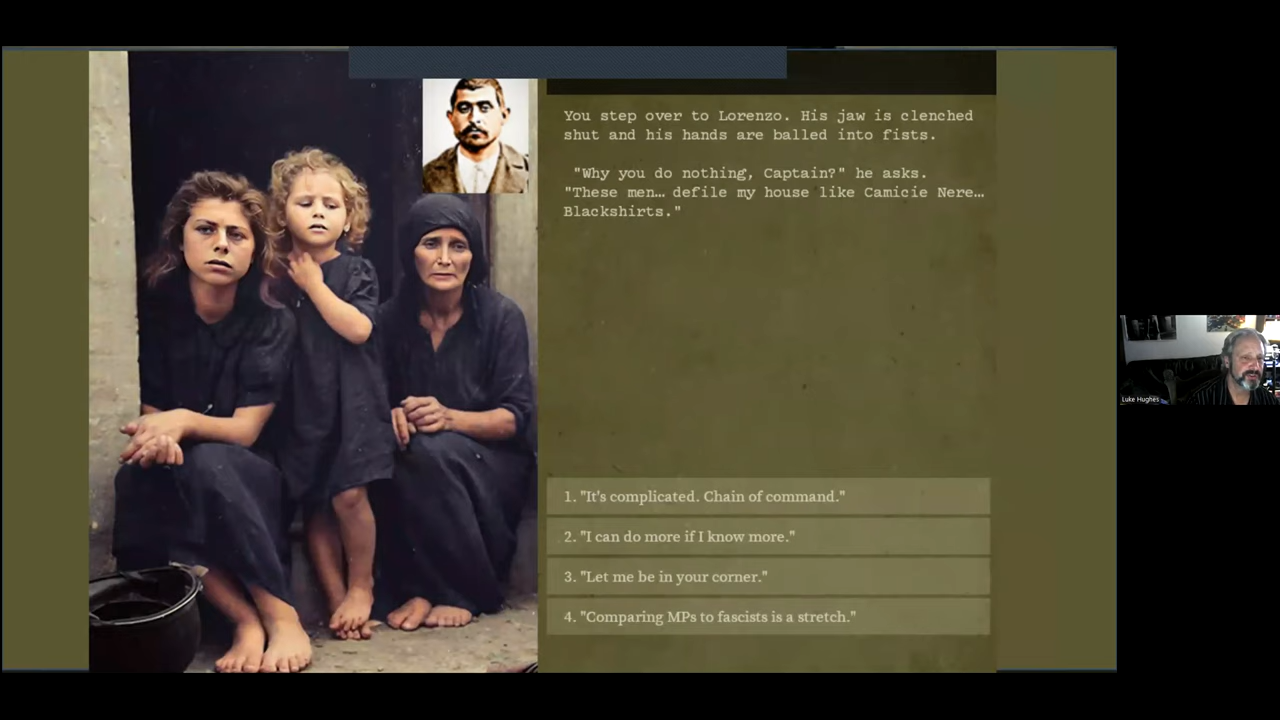 You step over to Lorenzo. His jaw is clenched
shut and his hands are balled into fists.
"Why you do nothing, Captain?" he asks.
"These men… defile my house like Camicie Nere…
Blackshirts."
1. "It's complicated. Chain of command."
2. "I can do more if I know more."
3. "Let me be in your corner."
4. "Comparing MPs to fascists is a stretch."
Luke Hughes